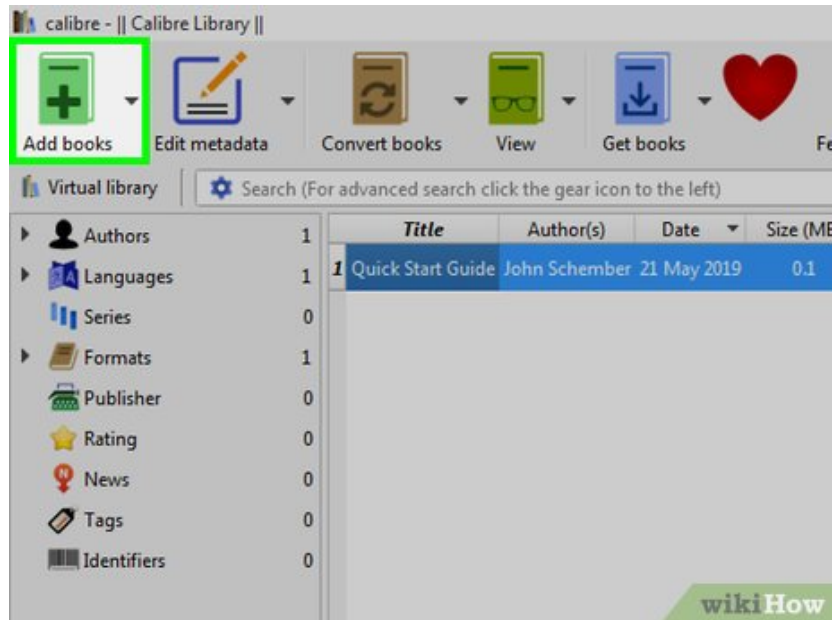 calibre - || Calibre Library ||
Add books
Edit metadata
Convert books
View
Get books
Fe
Virtual library
Search (For advanced search click the gear icon to the left)
Authors 1
Languages 1
Series 0
Formats 1
Publisher 0
Rating 0
News 0
Tags 0
Identifiers 0
Title Author(s) Date Size (MB
1 Quick Start Guide John Schember 21 May 2019 0.1
wikiHow